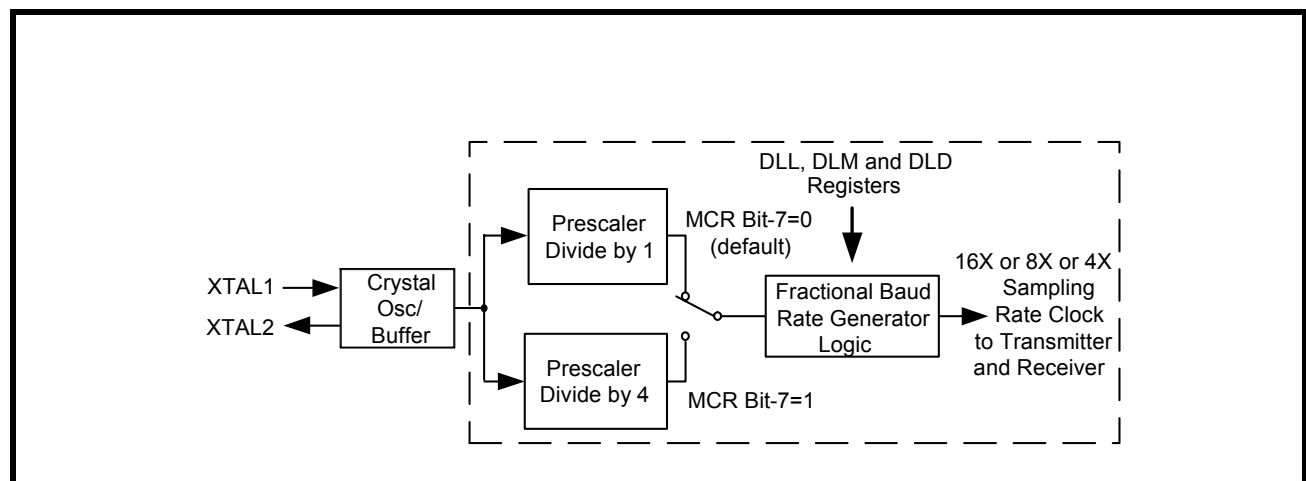 DLL, DLM and DLD
Registers
Prescaler
Divide by 1
MCR Bit-7=0
(default)
XTAL1
XTAL2
Crystal
Osc/
Buffer
Fractional Baud
Rate Generator
Logic
16X or 8X or 4X
Sampling
Rate Clock
to Transmitter
and Receiver
Prescaler
Divide by 4
MCR Bit-7=1